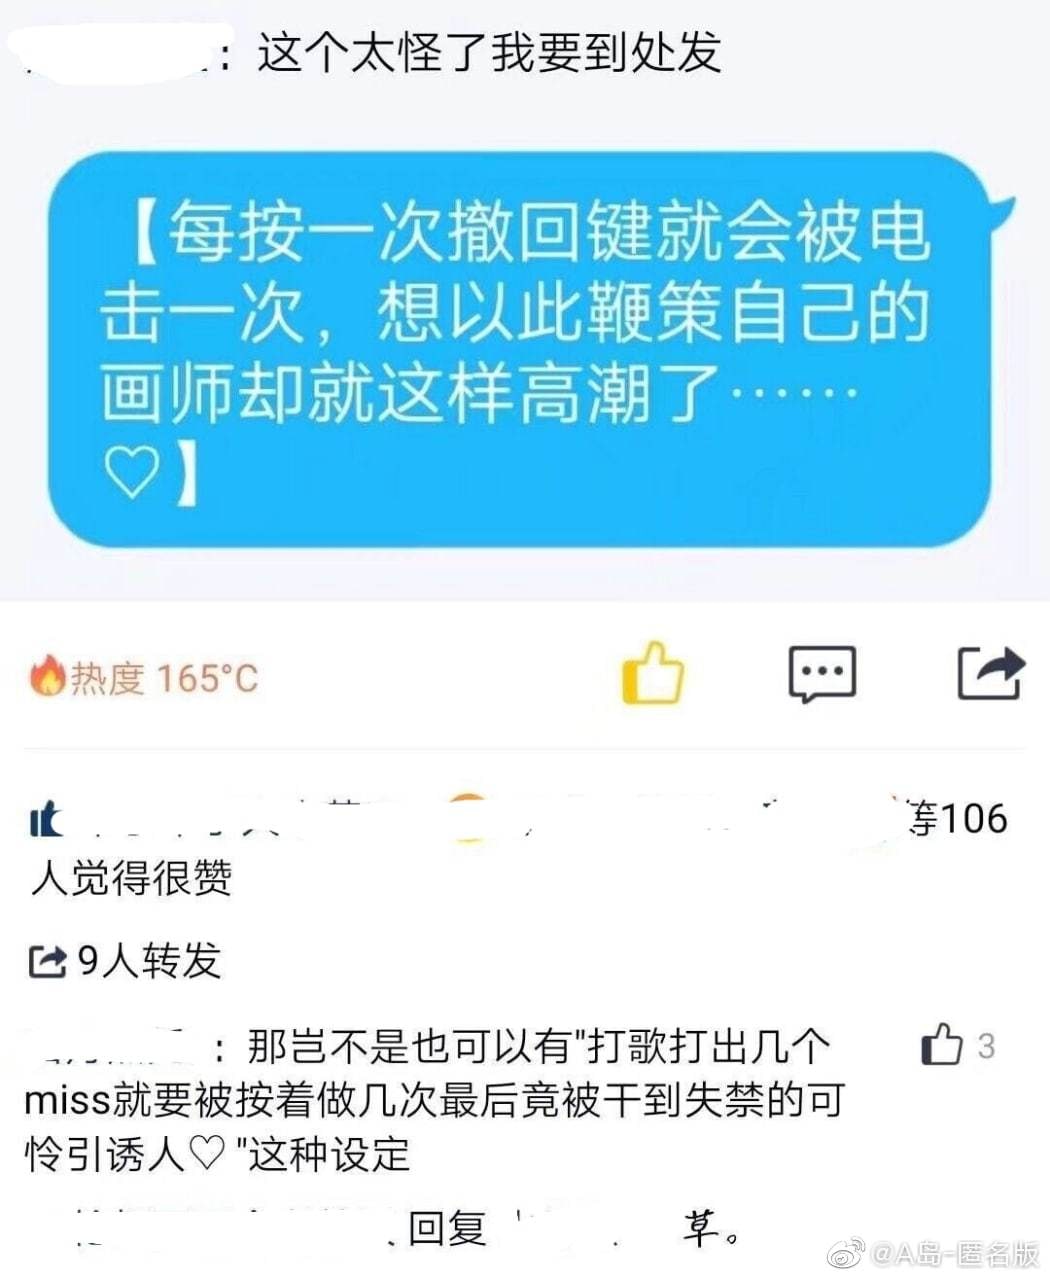 ：这个太怪了我要到处发
【每按一次撤回键就会被电
击一次，想以此鞭策自己的
画师却就这样高潮了……
♡】
热度 165°C
等106
人觉得很赞
9人转发
：那岂不是也可以有"打歌打出几个
3
miss就要被按着做几次最后竟被干到失禁的可
怜引诱人♡"这种设定
回复 草。
@A岛-匿名版